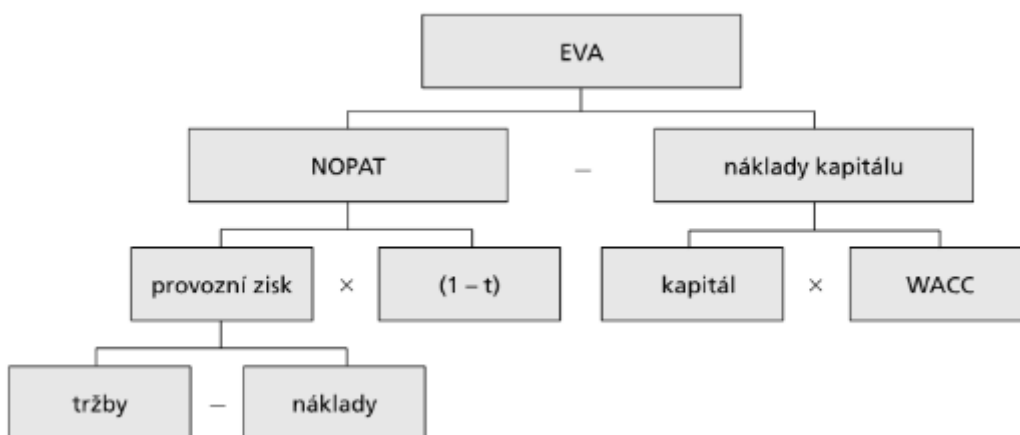 EVA
NOPAT – náklady kapitálu
provozní zisk × (1 – t) kapitál × WACC
tržby – náklady